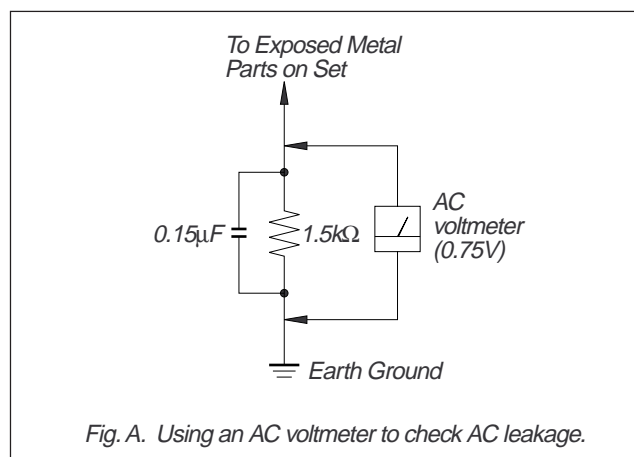 To Exposed Metal
Parts on Set
0.15μF
1.5kΩ
AC
voltmeter
(0.75V)
Earth Ground
Fig. A. Using an AC voltmeter to check AC leakage.